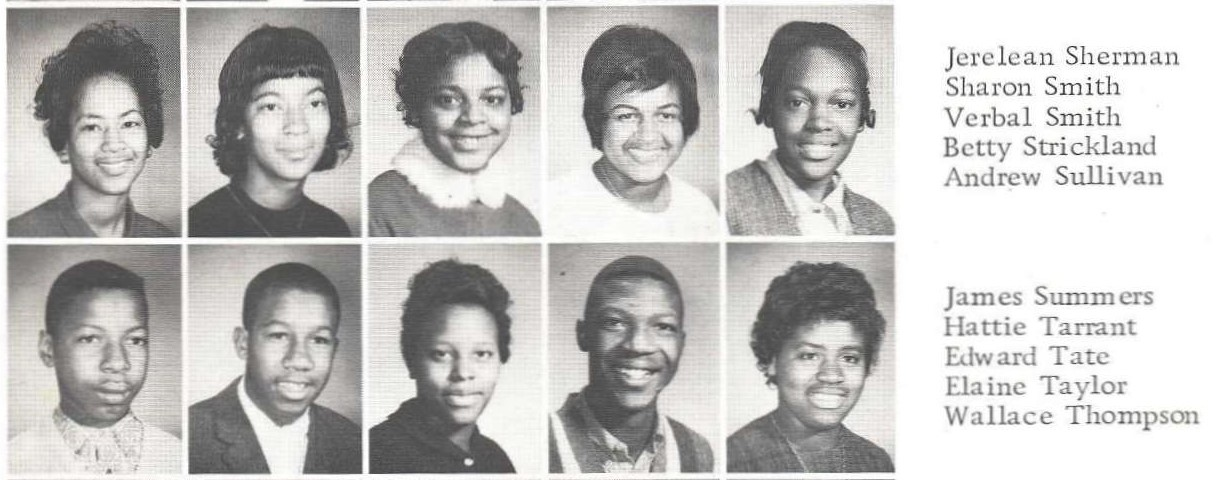 Jerelean Sherman
Sharon Smith
Verbal Smith
Betty Strickland
Andrew Sullivan
James Summers
Hattie Tarrant
Edward Tate
Elaine Taylor
Wallace Thompson